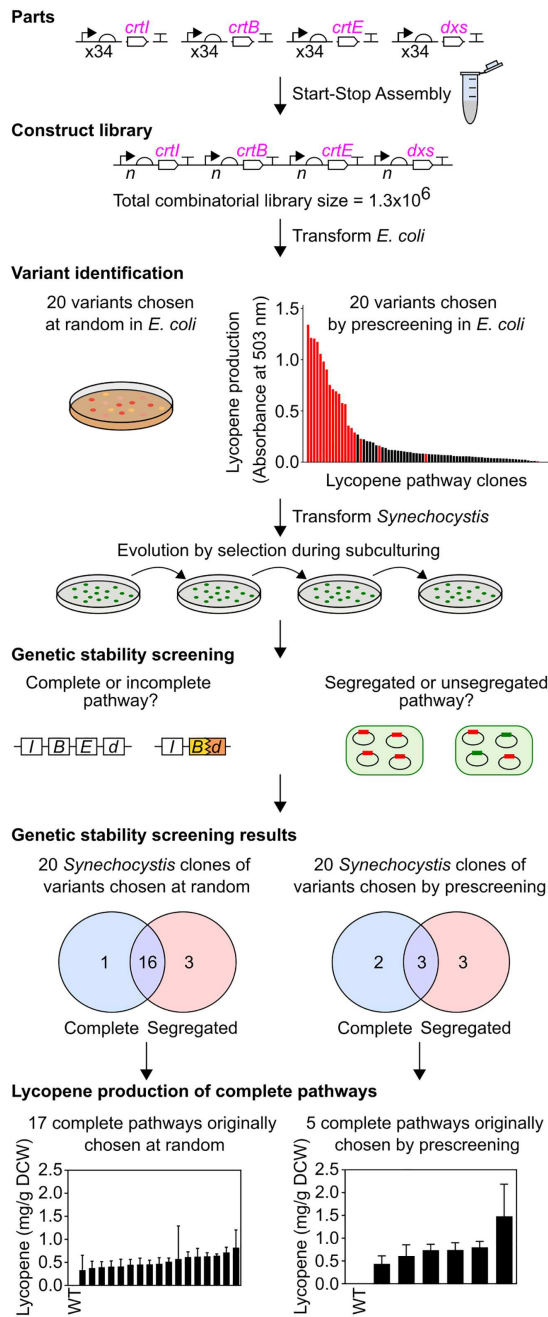 Parts
crtI crtB crtE dxs
x34 x34 x34 x34
Start-Stop Assembly
Construct library
crtI crtB crtE dxs
n n n n
Total combinatorial library size = 1.3x10⁶
Transform E. coli
Variant identification
20 variants chosen
at random in E. coli
20 variants chosen
by prescreening in E. coli
Lycopene production
(Absorbance at 503 nm)
1.5
1.0
0.5
0.0
Lycopene pathway clones
Transform Synechocystis
Evolution by selection during subculturing
Genetic stability screening
Complete or incomplete
pathway?
I B E d I B d
Segregated or unsegregated
pathway?
Genetic stability screening results
20 Synechocystis clones of
variants chosen at random
1 16 3
Complete Segregated
20 Synechocystis clones of
variants chosen by prescreening
2 3 3
Complete Segregated
Lycopene production of complete pathways
17 complete pathways originally
chosen at random
Lycopene (mg/g DCW)
2.5
2.0
1.5
1.0
0.5
0.0
WT
5 complete pathways originally
chosen by prescreening
Lycopene (mg/g DCW)
2.5
2.0
1.5
1.0
0.5
0.0
WT